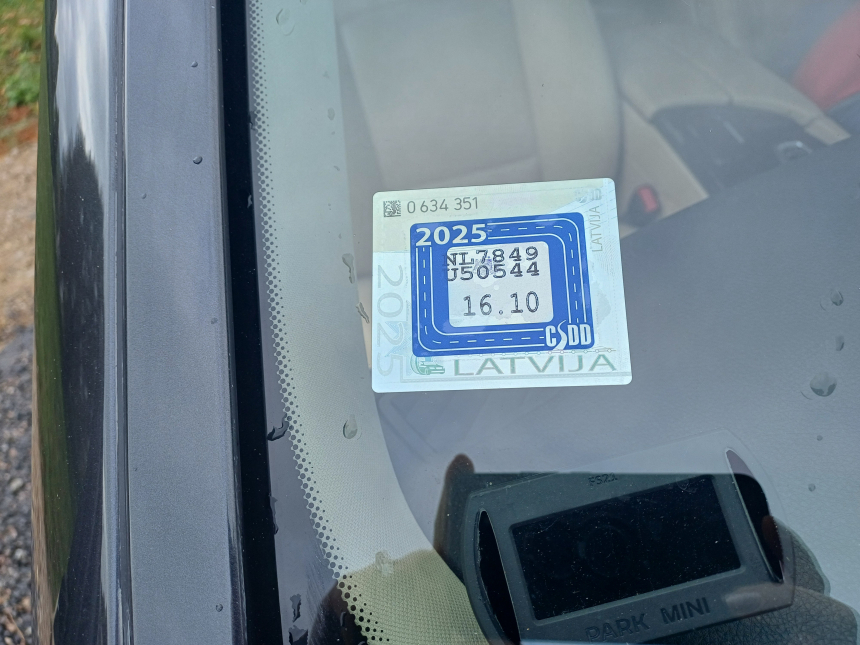 0 634 351
LATVIJA
2025
NL7849
U50544
16.10
2025
CSDD
LATVIJA
PARK MINI